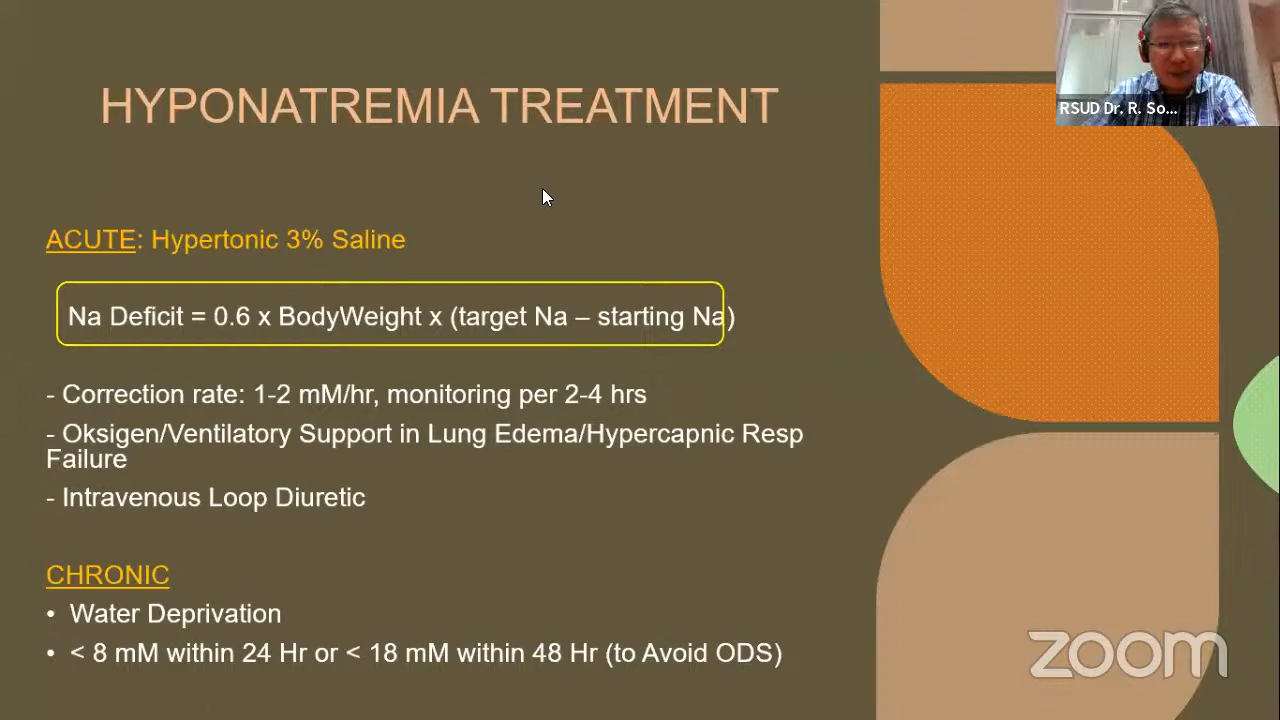 RSUD Dr. R. So...
HYPONATREMIA TREATMENT
ACUTE: Hypertonic 3% Saline
Na Deficit = 0.6 x BodyWeight x (target Na – starting Na)
- Correction rate: 1-2 mM/hr, monitoring per 2-4 hrs
- Oksigen/Ventilatory Support in Lung Edema/Hypercapnic Resp
Failure
- Intravenous Loop Diuretic
CHRONIC
• Water Deprivation
• < 8 mM within 24 Hr or < 18 mM within 48 Hr (to Avoid ODS)
zoom